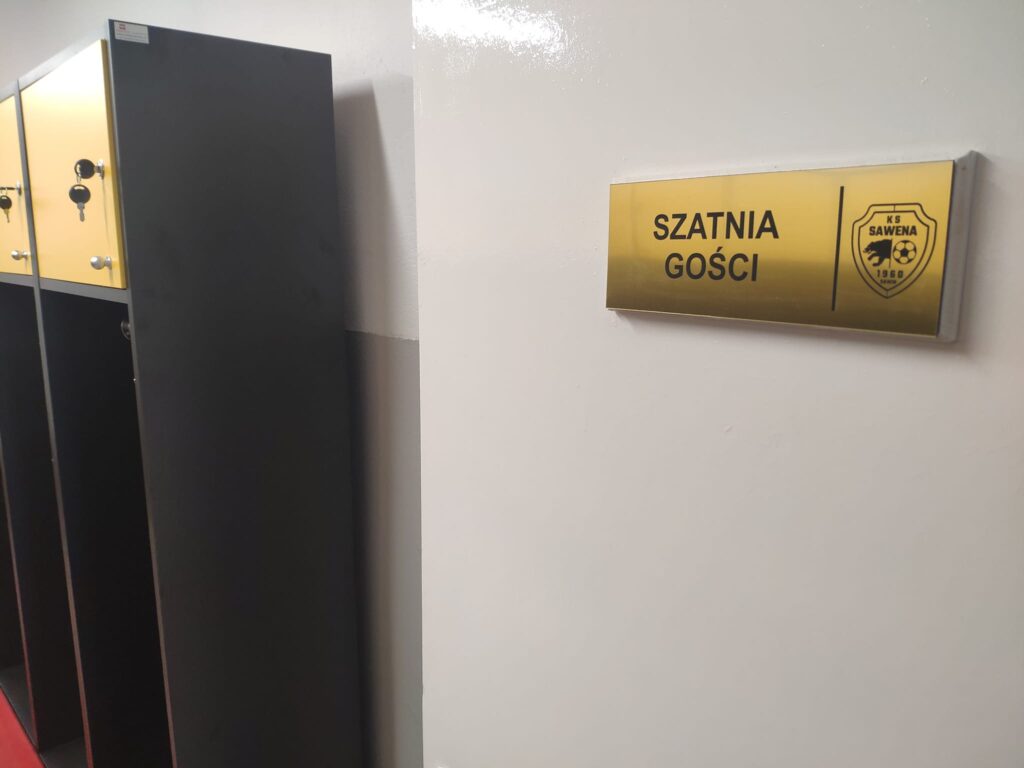 SZATNIA
GOŚCI
KS
SAWENA
1960